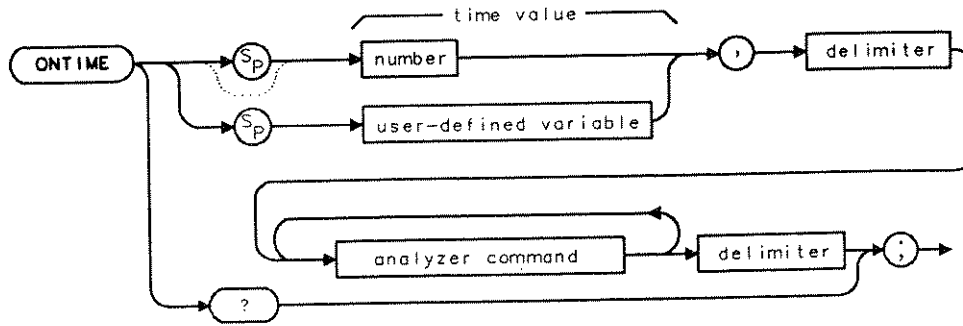 time value
ONTIME
Sp
number
,
delimiter
Sp
user-defined variable
analyzer command
delimiter
;
?